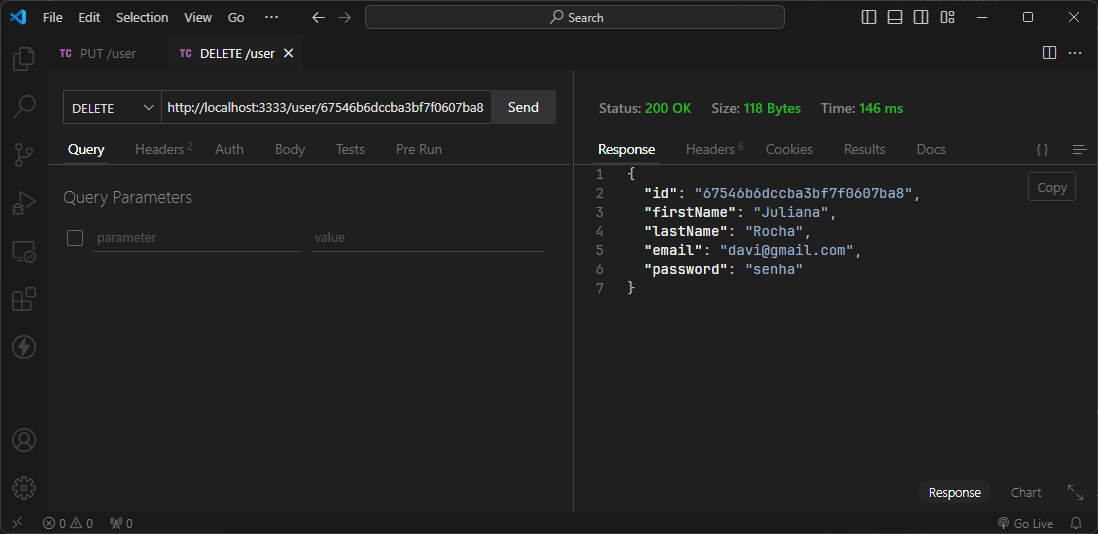 File Edit Selection View Go ··· Search
TC PUT /user TC DELETE /user
DELETE http://localhost:3333/user/67546b6dccba3bf7f0607ba8 Send
Query Headers 2 Auth Body Tests Pre Run
Query Parameters
parameter value
Status: 200 OK Size: 118 Bytes Time: 146 ms
Response Headers 6 Cookies Results Docs { }
Copy
1 {
2 "id": "67546b6dccba3bf7f0607ba8",
3 "firstName": "Juliana",
4 "lastName": "Rocha",
5 "email": "davi@gmail.com",
6 "password": "senha"
7 }
Response Chart
0 0 0 Go Live